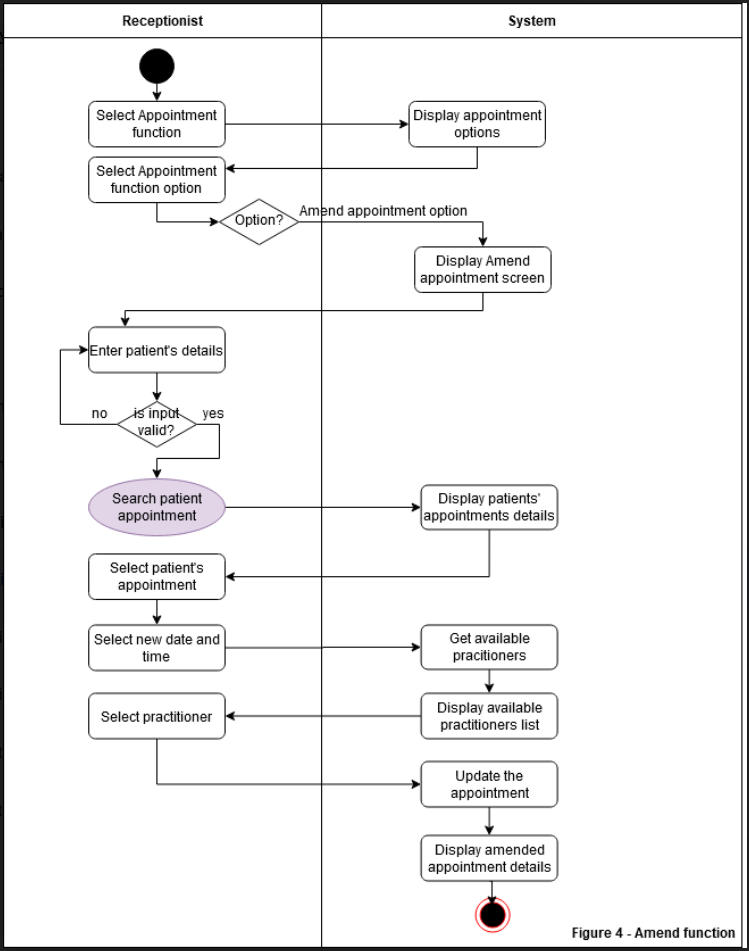 Receptionist
System
Select Appointment
function
Display appointment
options
Select Appointment
function option
Option?
Amend appointment option
Display Amend
appointment screen
Enter patient's details
no
is input
valid?
yes
Search patient
appointment
Display patients'
appointments details
Select patient's
appointment
Select new date and
time
Get available
pracitioners
Select practitioner
Display available
practitioners list
Update the
appointment
Display amended
appointment details
Figure 4 - Amend function